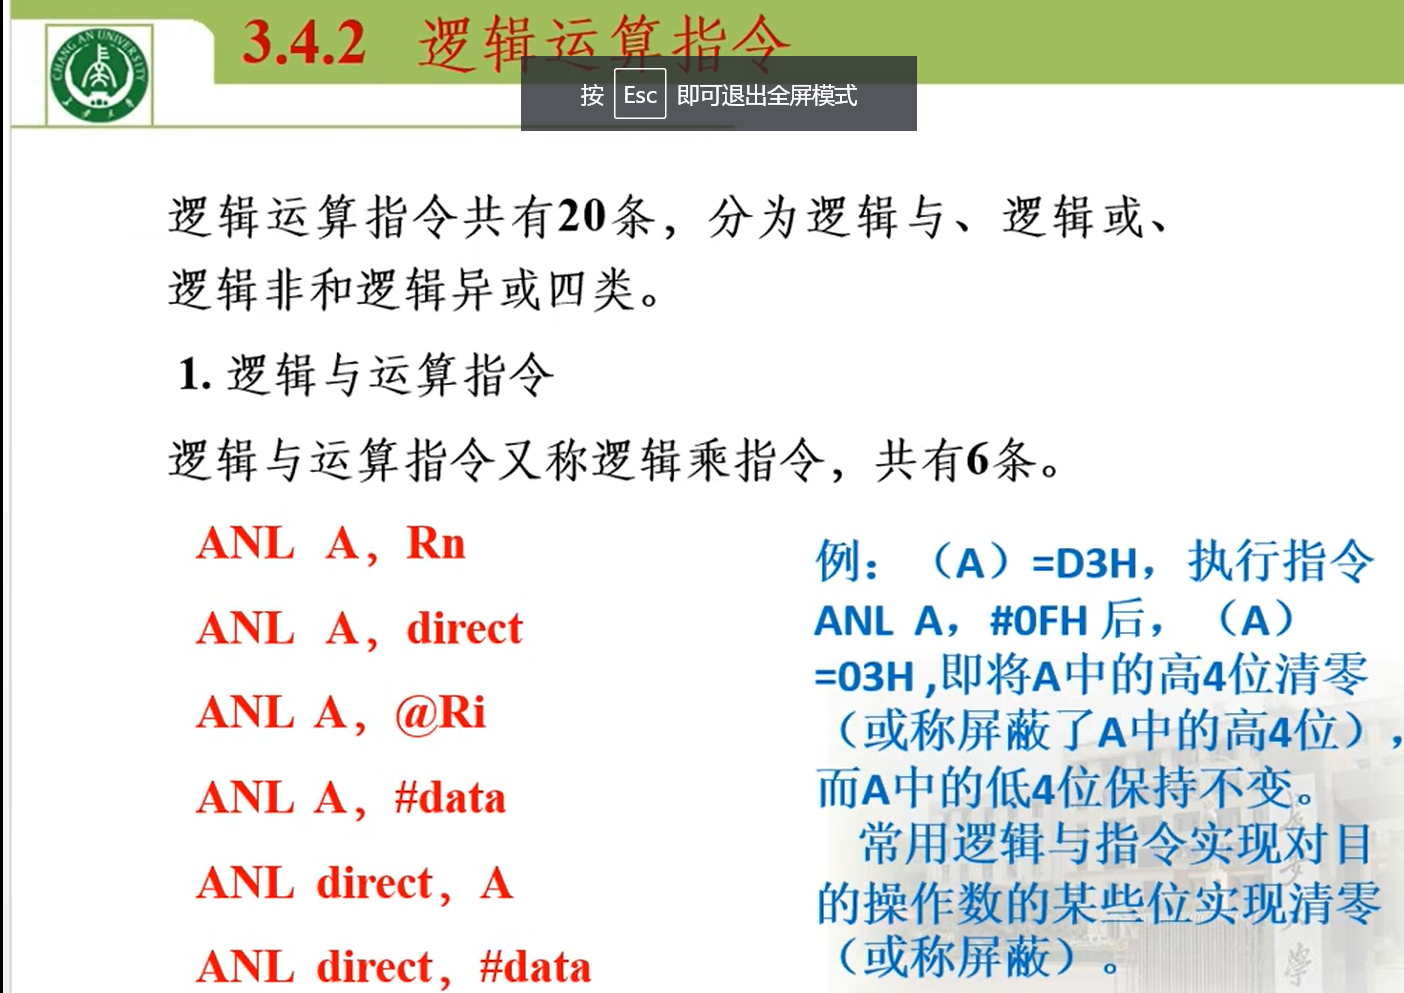 3.4.2 逻辑运算指令
按 Esc 即可退出全屏模式
CHANG'AN UNIVERSITY
逻辑运算指令共有20条，分为逻辑与、逻辑或、
逻辑非和逻辑异或四类。
1. 逻辑与运算指令
逻辑与运算指令又称逻辑乘指令，共有6条。
ANL A，Rn
ANL A，direct
ANL A，@Ri
ANL A，#data
ANL direct，A
ANL direct，#data
例：（A）=D3H，执行指令
ANL A，#0FH 后，（A）
=03H ,即将A中的高4位清零
（或称屏蔽了A中的高4位），
而A中的低4位保持不变。
常用逻辑与指令实现对目
的操作数的某些位实现清零
（或称屏蔽）。